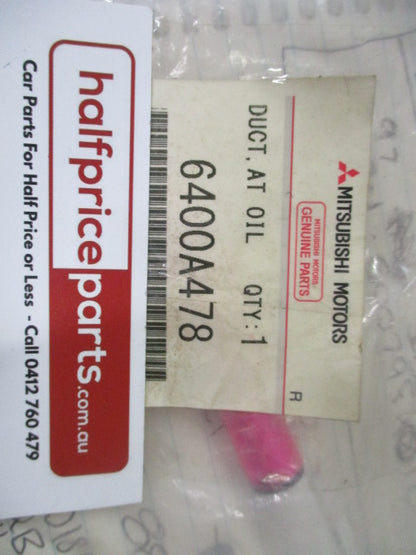 halfpriceparts.com.au
Car Parts For Half Price or Less - Call 0412 760 479
MITSUBISHI MOTORS
MITSUBISHI MOTORS
GENUINE PARTS
R
DUCT, AT OIL QTY:1
6400A478